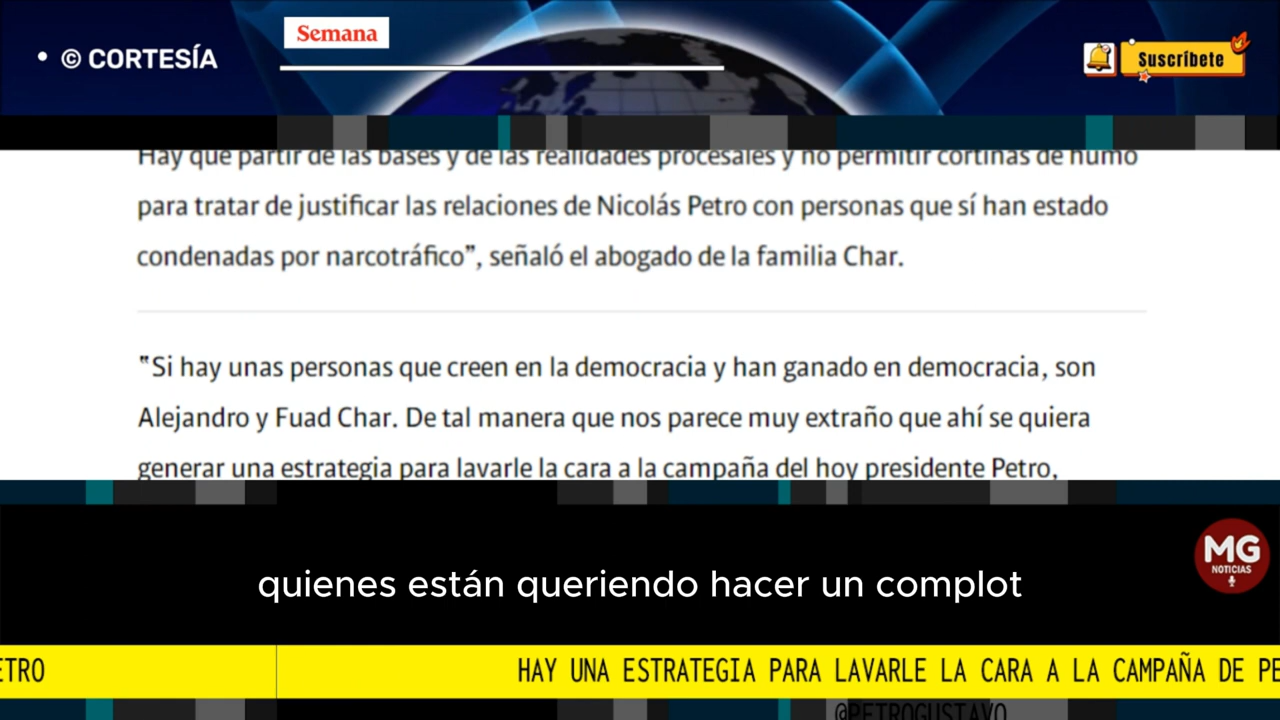 Semana
• © CORTESÍA
Suscríbete
Hay que partir de las bases y de las realidades procesales y no permitir cortinas de humo
para tratar de justificar las relaciones de Nicolás Petro con personas que sí han estado
condenadas por narcotráfico”, señaló el abogado de la familia Char.
“Si hay unas personas que creen en la democracia y han ganado en democracia, son
Alejandro y Fuad Char. De tal manera que nos parece muy extraño que ahí se quiera
generar una estrategia para lavarle la cara a la campaña del hoy presidente Petro,
MG
NOTICIAS
quienes están queriendo hacer un complot
ETRO HAY UNA ESTRATEGIA PARA LAVARLE LA CARA A LA CAMPAÑA DE PE
@PETROGUSTAVO